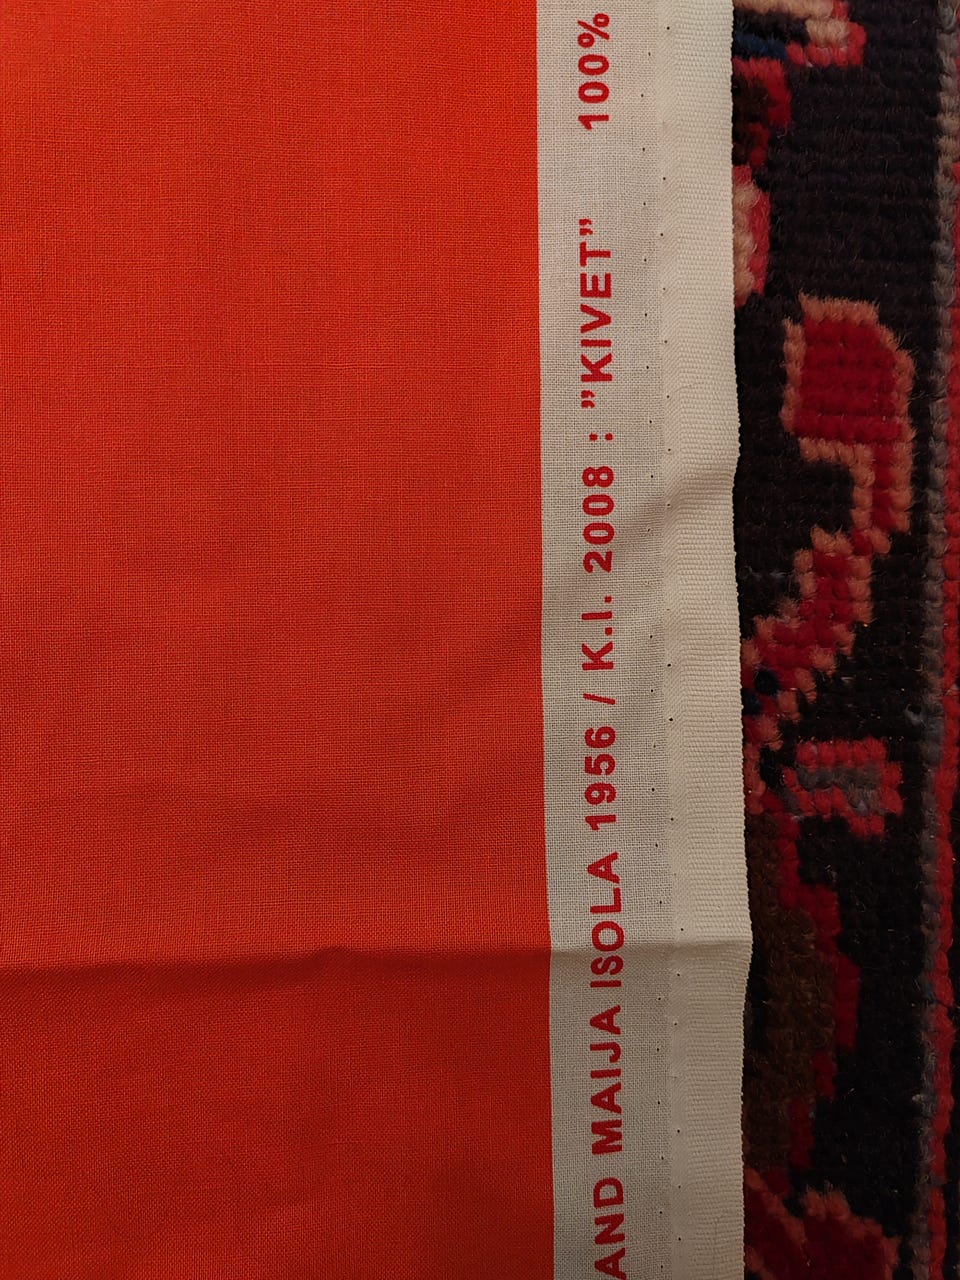 AND MAIJA ISOLA 1956 / K.I. 2008 : ”KIVET” 100%